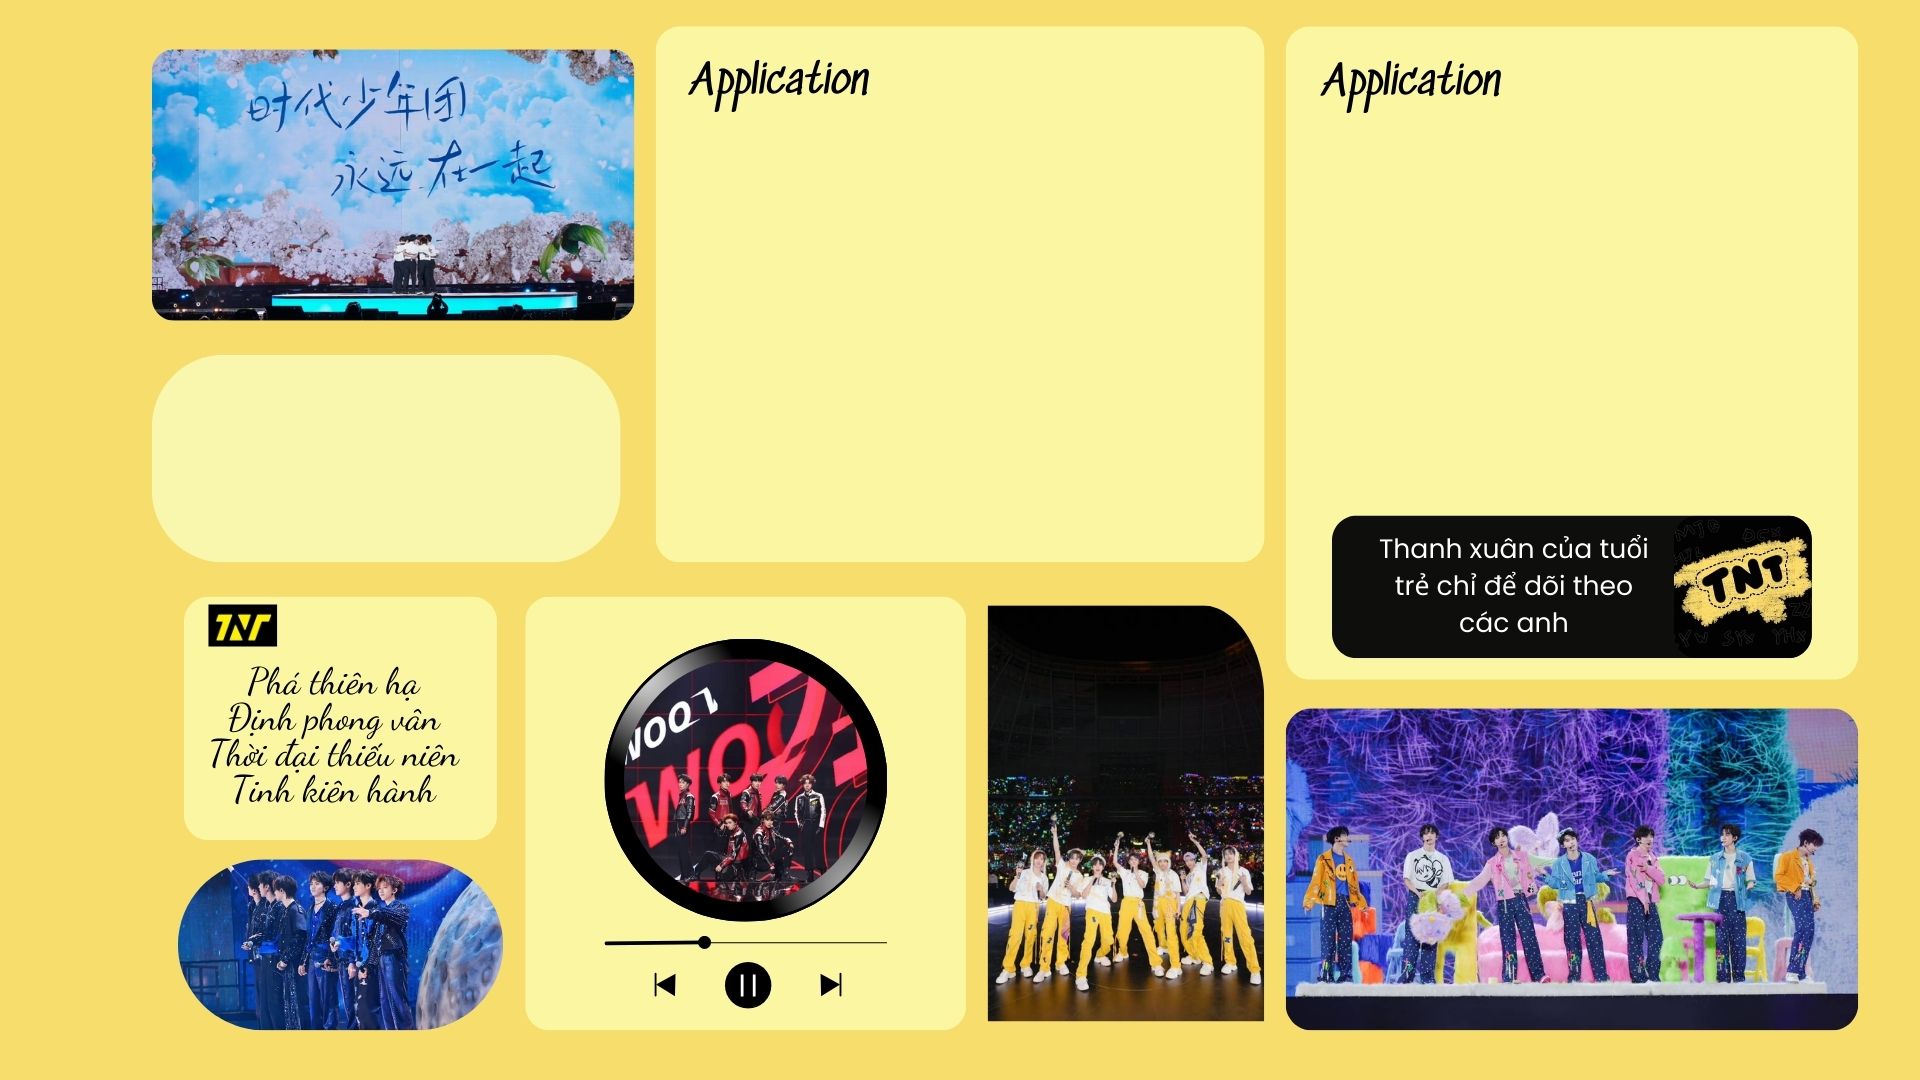 时代少年团
永远在一起
Application
Application
Thanh xuân của tuổi
trẻ chỉ để dõi theo
các anh
TNT
TNT
Phá thiên hạ
Định phong vân
Thời đại thiếu niên
Tinh kiên hành